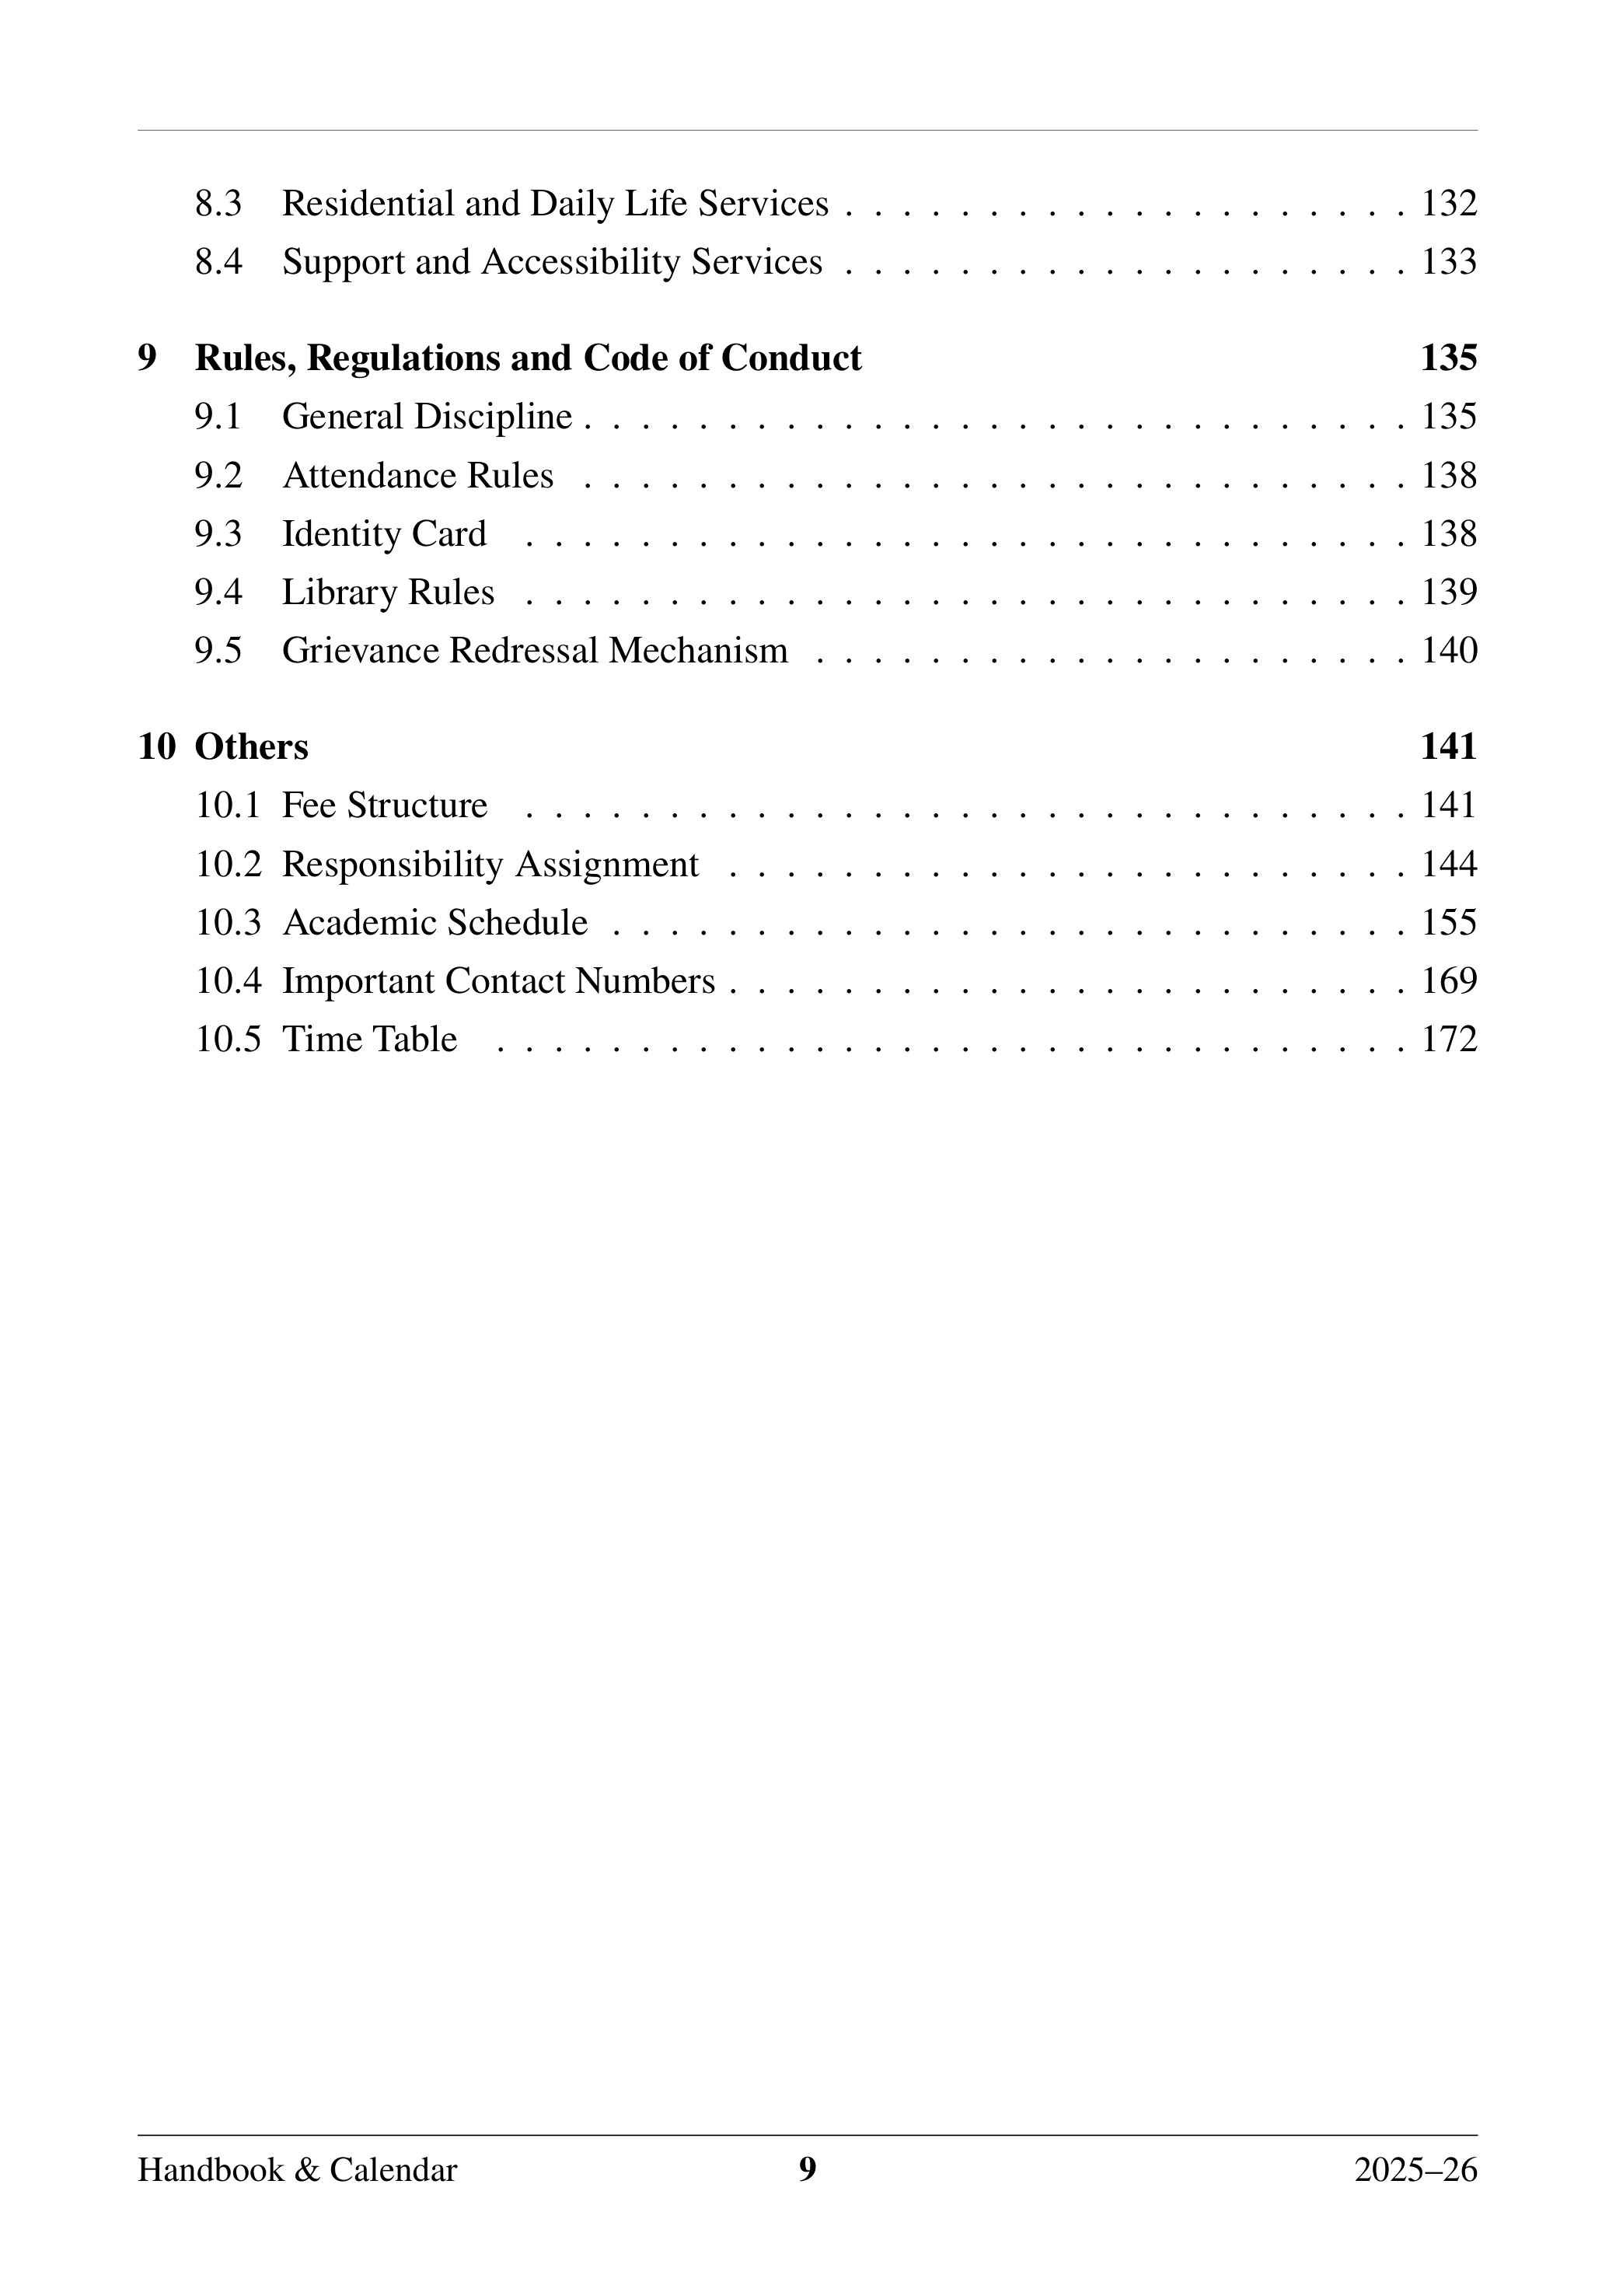 8.3 Residential and Daily Life Services . . . . . . . . . . . . . . . . . . . . 132
8.4 Support and Accessibility Services . . . . . . . . . . . . . . . . . . . . 133
9 Rules, Regulations and Code of Conduct 135
9.1 General Discipline . . . . . . . . . . . . . . . . . . . . . . . . . . . . . 135
9.2 Attendance Rules . . . . . . . . . . . . . . . . . . . . . . . . . . . . . 138
9.3 Identity Card . . . . . . . . . . . . . . . . . . . . . . . . . . . . . . . 138
9.4 Library Rules . . . . . . . . . . . . . . . . . . . . . . . . . . . . . . . 139
9.5 Grievance Redressal Mechanism . . . . . . . . . . . . . . . . . . . . . 140
10 Others 141
10.1 Fee Structure . . . . . . . . . . . . . . . . . . . . . . . . . . . . . . . 141
10.2 Responsibility Assignment . . . . . . . . . . . . . . . . . . . . . . . . 144
10.3 Academic Schedule . . . . . . . . . . . . . . . . . . . . . . . . . . . . 155
10.4 Important Contact Numbers . . . . . . . . . . . . . . . . . . . . . . . . 169
10.5 Time Table . . . . . . . . . . . . . . . . . . . . . . . . . . . . . . . . 172
Handbook & Calendar 9 2025–26